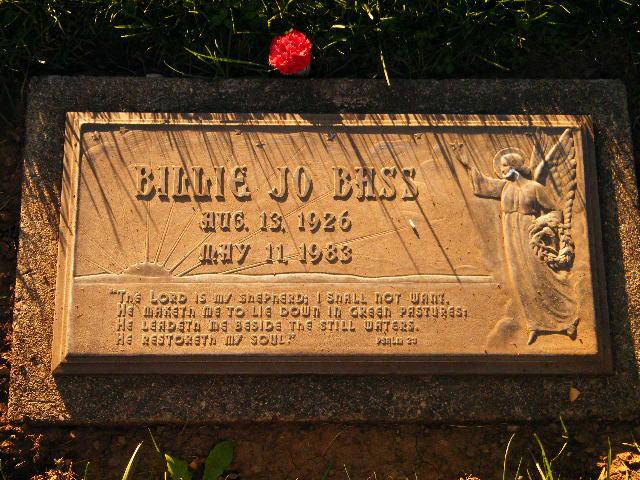 BILLIE JO BASS
AUG. 13, 1926
MAY 11, 1983
"The Lord is my shepherd; I shall not want.
He maketh me to lie down in green pastures:
He leadeth me beside the still waters.
He restoreth my soul."
PSALM 23